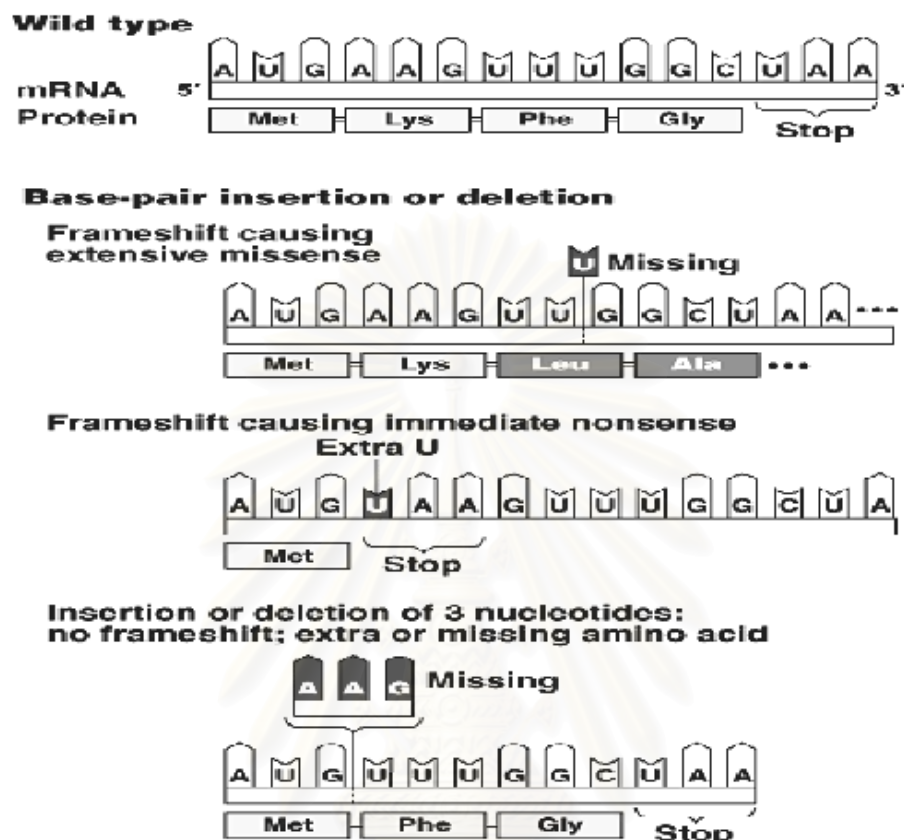 Wild type
A U G A A G U U U G G C U A A
mRNA 5' 3'
Protein Met Lys Phe Gly Stop
Base-pair insertion or deletion
Frameshift causing
extensive missense
U Missing
A U G A A G U U G G C U A A •••
Met Lys Leu Ala •••
Frameshift causing immediate nonsense
Extra U
A U G U A A G U U U G G C U A
Met Stop
Insertion or deletion of 3 nucleotides:
no frameshift; extra or missing amino acid
A A G Missing
A U G U U U G G C U A A
Met Phe Gly Stop